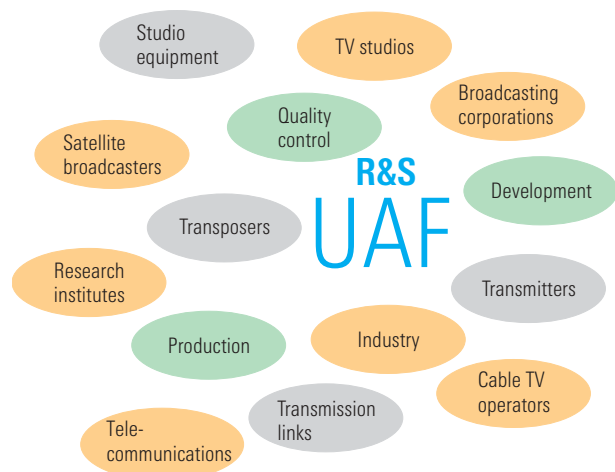 Studio
equipment
TV studios
Broadcasting
corporations
Quality
control
Satellite
broadcasters
R&S
UAF
Development
Transposers
Research
institutes
Transmitters
Production
Industry
Cable TV
operators
Transmission
links
Tele-
communications